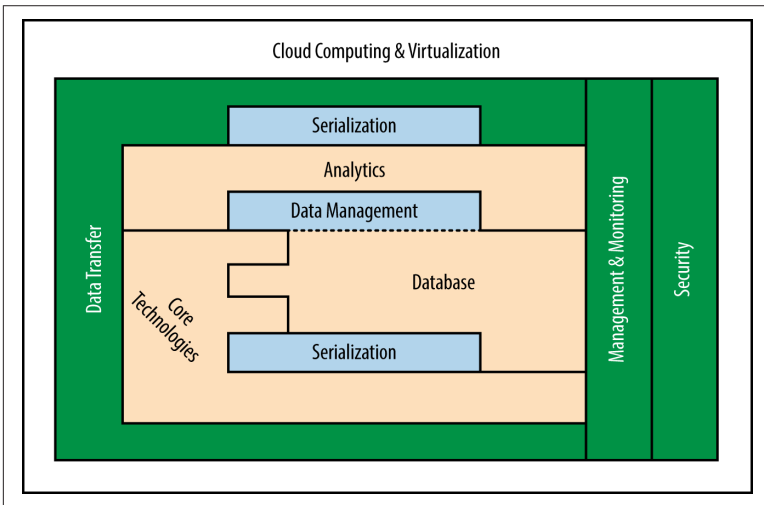 Cloud Computing & Virtualization
Serialization
Analytics
Data Management
Data Transfer
Core
Technologies
Database
Serialization
Management & Monitoring
Security